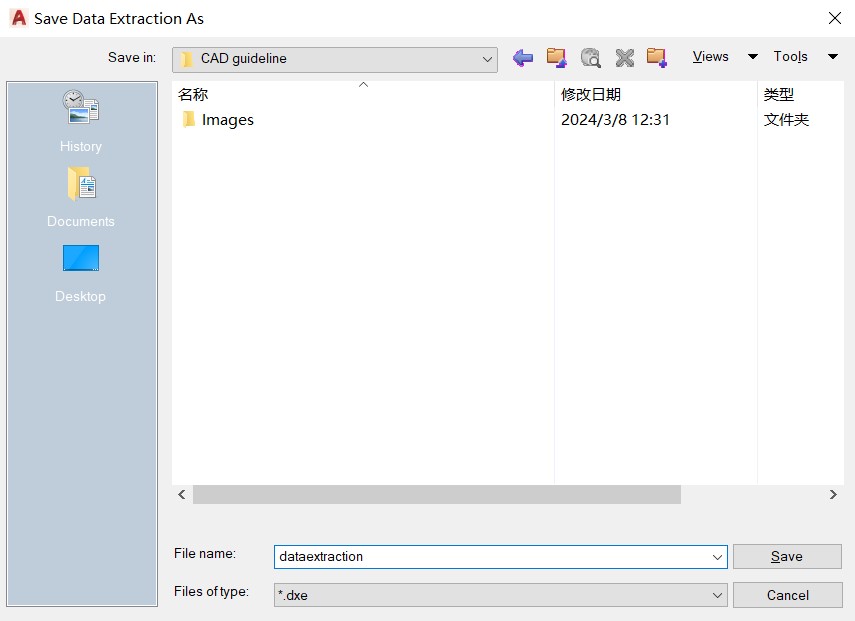 Save Data Extraction As
Save in: CAD guideline Views Tools
名称 修改日期 类型
Images 2024/3/8 12:31 文件夹
History
Documents
Desktop
File name: dataextraction Save
Files of type: *.dxe Cancel